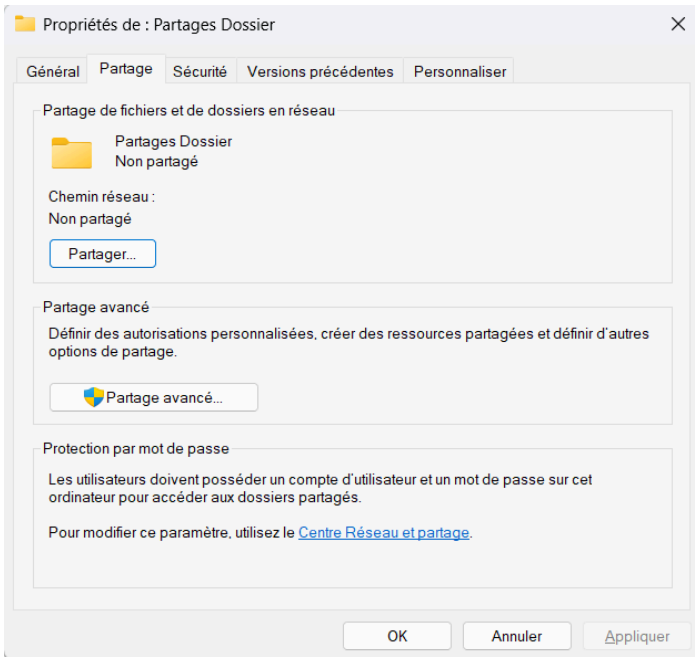 Propriétés de : Partages Dossier
Général
Partage
Sécurité
Versions précédentes
Personnaliser
Partage de fichiers et de dossiers en réseau
Partages Dossier
Non partagé
Chemin réseau :
Non partagé
Partager...
Partage avancé
Définir des autorisations personnalisées, créer des ressources partagées et définir d'autres
options de partage.
Partage avancé...
Protection par mot de passe
Les utilisateurs doivent posséder un compte d'utilisateur et un mot de passe sur cet
ordinateur pour accéder aux dossiers partagés.
Pour modifier ce paramètre, utilisez le Centre Réseau et partage.
OK
Annuler
Appliquer